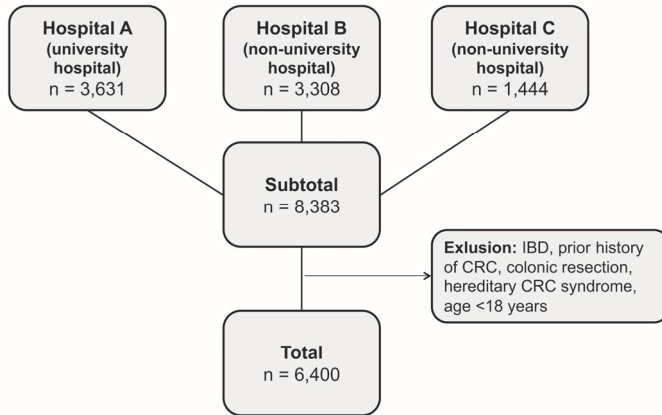 Hospital A
(university
hospital)
n = 3,631
Hospital B
(non-university
hospital)
n = 3,308
Hospital C
(non-university
hospital)
n = 1,444
Subtotal
n = 8,383
Exlusion: IBD, prior history
of CRC, colonic resection,
hereditary CRC syndrome,
age <18 years
Total
n = 6,400